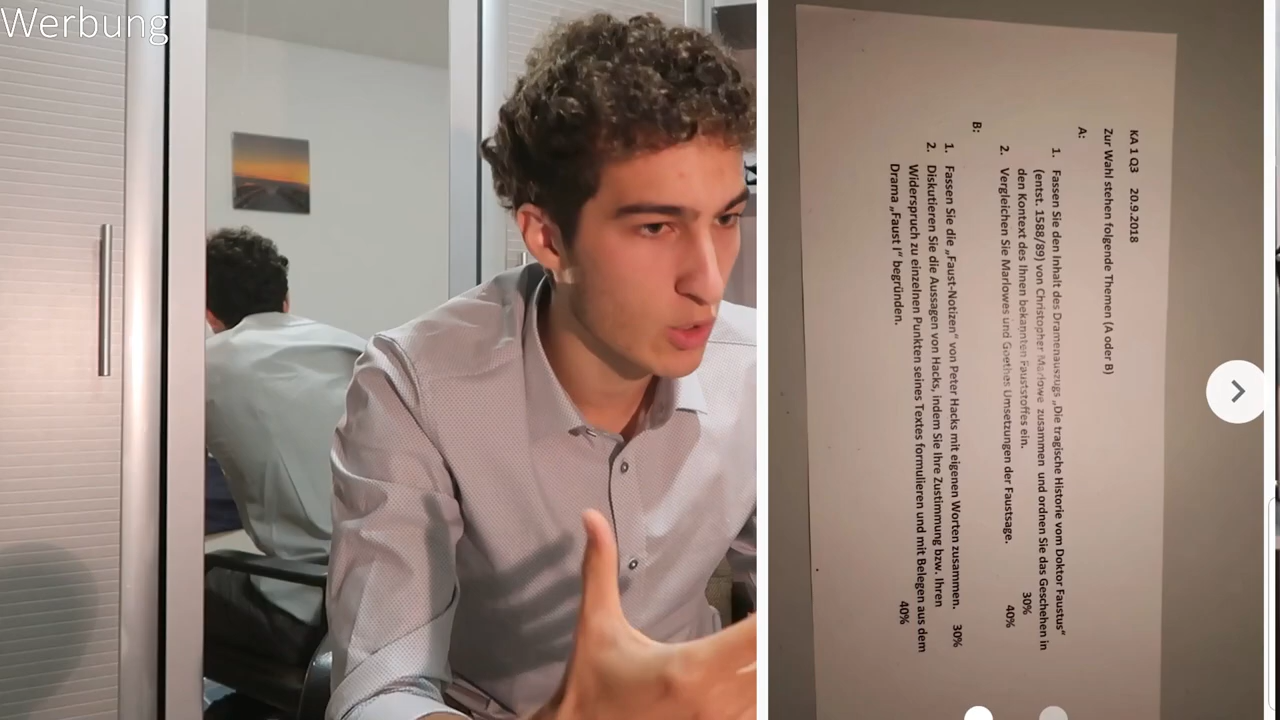 Werbung
KA 1 Q3 20.9.2018
Zur Wahl stehen folgende Themen (A oder B)
A:
1. Fassen Sie den Inhalt des Dramenauszugs „Die tragische Historie vom Doktor Faustus“
(entst. 1588/89) von Christopher Marlowe zusammen und ordnen Sie das Geschehen in
den Kontext des Ihnen bekannten Fauststoffes ein. 30%
2. Vergleichen Sie Marlowes und Goethes Umsetzungen der Faustsage. 40%
B:
1. Fassen Sie die „Faust-Notizen“ von Peter Hacks mit eigenen Worten zusammen. 30%
2. Diskutieren Sie die Aussagen von Hacks, indem Sie Ihre Zustimmung bzw. Ihren
Widerspruch zu einzelnen Punkten seines Textes formulieren und mit Belegen aus dem
Drama „Faust I“ begründen. 40%